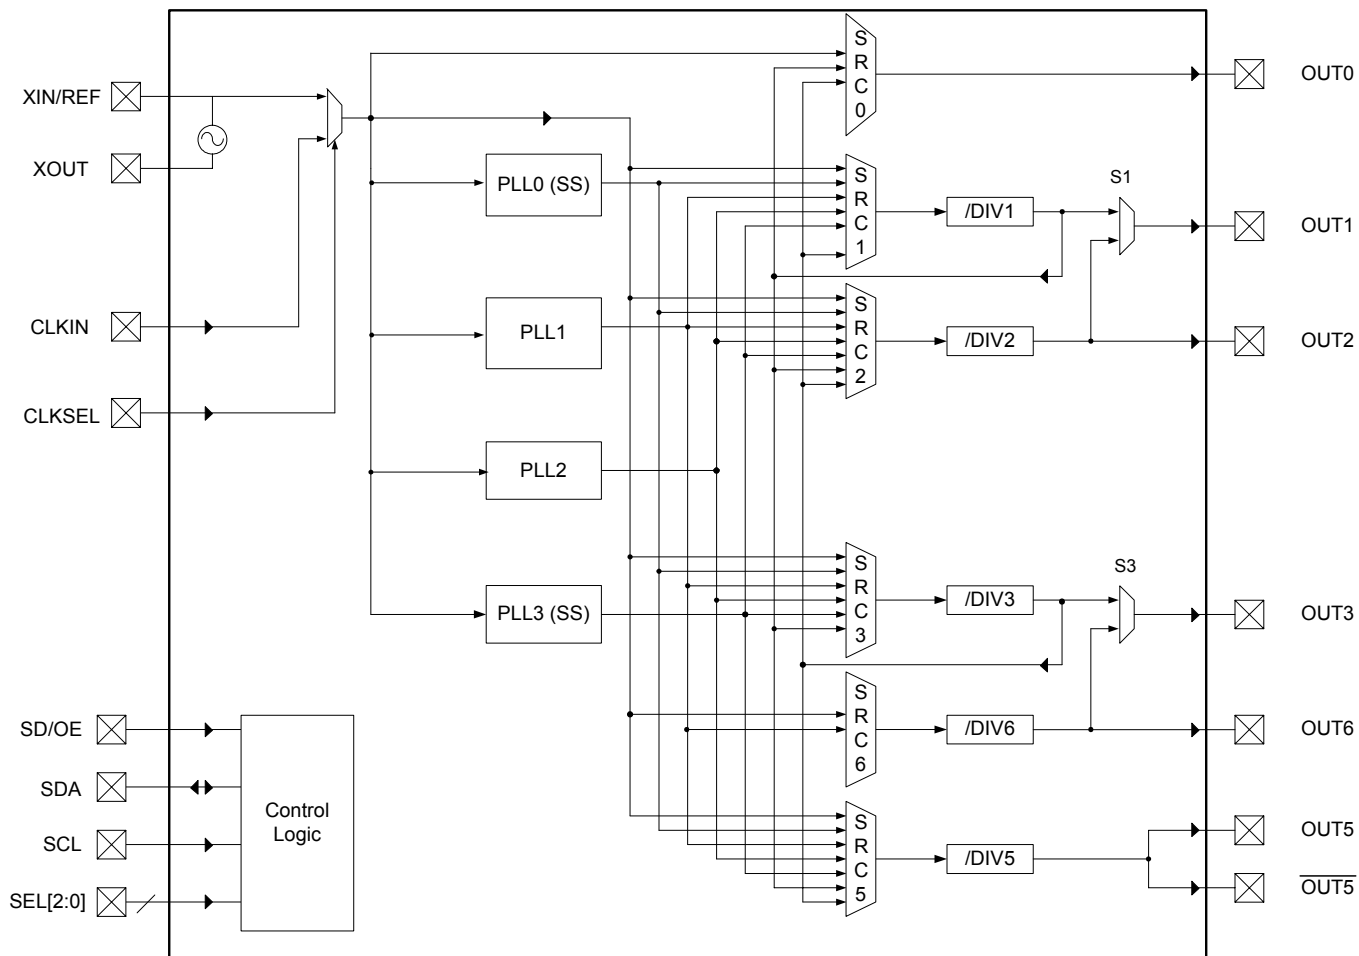 XIN/REF
XOUT
CLKIN
CLKSEL
SD/OE
SDA
SCL
SEL[2:0]
Control
Logic
PLL0 (SS)
PLL1
PLL2
PLL3 (SS)
S
R
C
0
S
R
C
1
S
R
C
2
S
R
C
3
S
R
C
6
S
R
C
5
/DIV1
/DIV2
/DIV3
/DIV6
/DIV5
S1
S3
OUT0
OUT1
OUT2
OUT3
OUT6
OUT5
OUT5